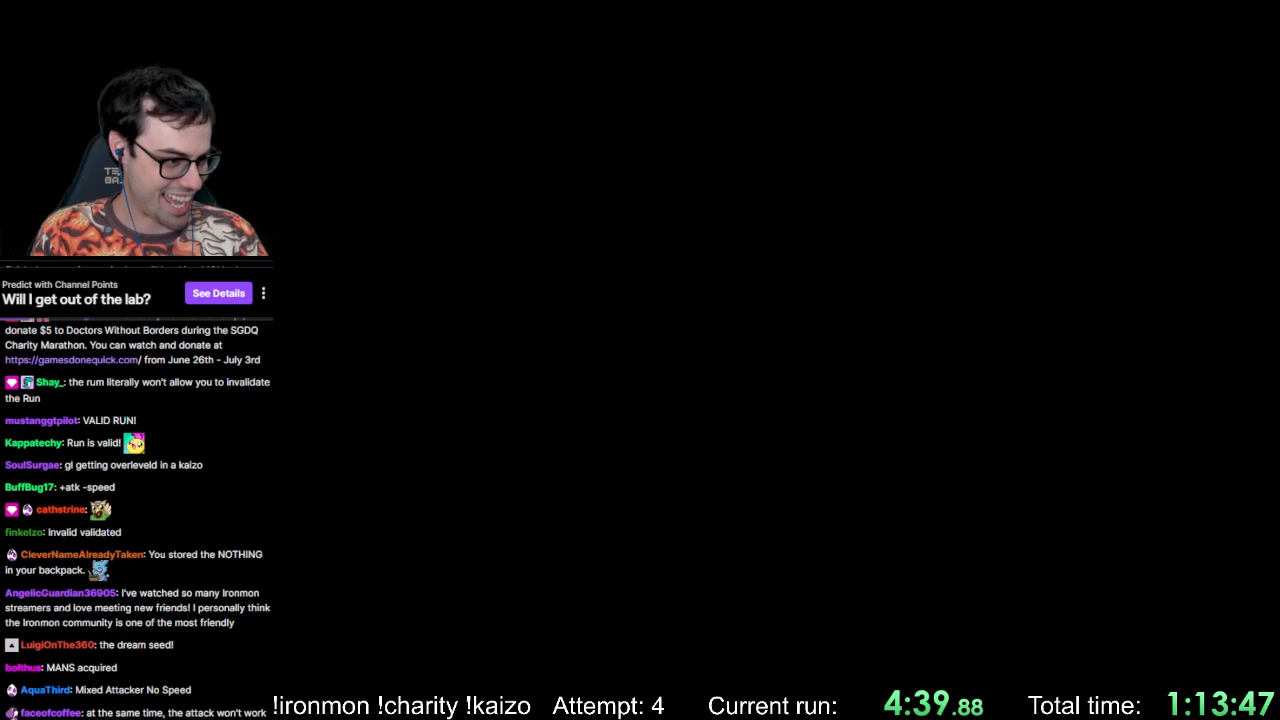 Predict with Channel Points
Will I get out of the lab?
See Details
donate $5 to Doctors Without Borders during the SGDQ
Charity Marathon. You can watch and donate at
https://gamesdonequick.com/ from June 26th - July 3rd
Shay_: the rum literally won't allow you to invalidate
the Run
mustanggtpilot: VALID RUN!
Kappatechy: Run is valid!
SoulSurgae: gl getting overleveld in a kaizo
BuffBug17: +atk -speed
cathstrine:
finkelzo: Invalid validated
CleverNameAlreadyTaken: You stored the NOTHING
in your backpack.
AngelicGuardian36905: I've watched so many Ironmon
streamers and love meeting new friends! I personally think
the Ironmon community is one of the most friendly
LuigiOnThe360: the dream seed!
bolthus: MANS acquired
AquaThird: Mixed Attacker No Speed
faceofcoffee: at the same time, the attack won't work
!ironmon !charity !kaizo Attempt: 4 Current run: 4:39.88 Total time: 1:13:47